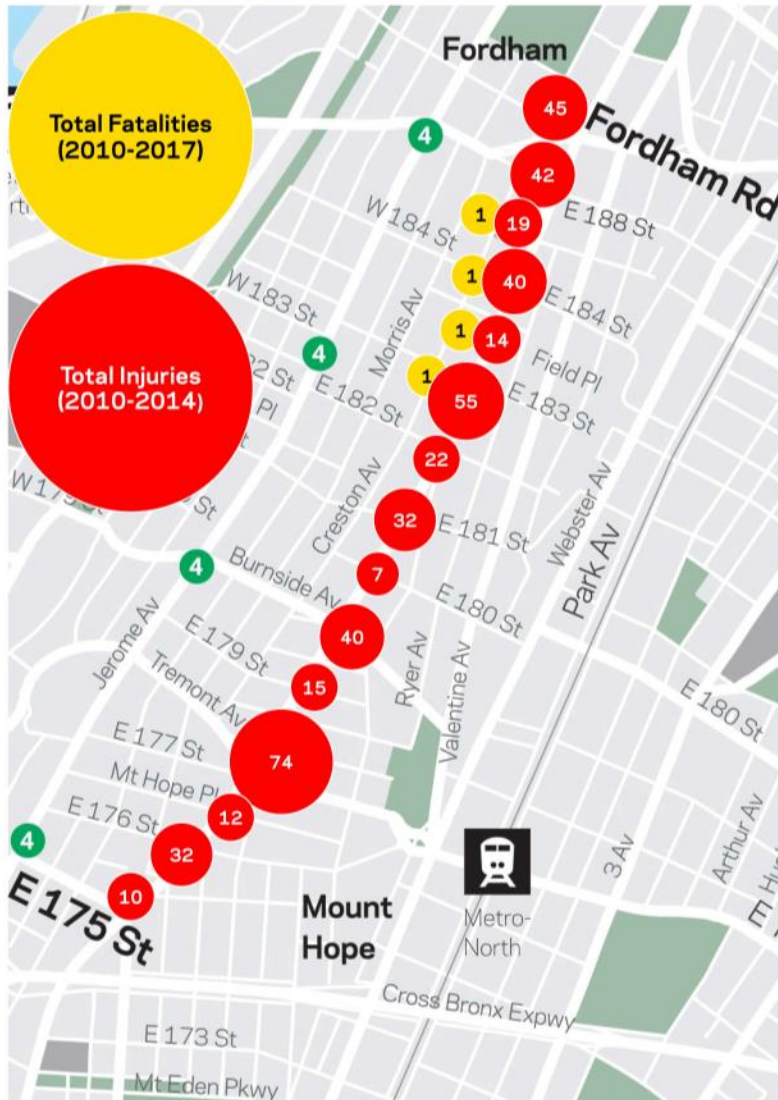 Fordham
Total Fatalities
(2010-2017)
45
4
Fordham Rd
42
E 188 St
W 184 St
1
19
1
40
E 184 St
W 183 St
Morris Av
1
14
Field Pl
4
1
55
E 183 St
Total Injuries
(2010-2014)
E 182 St
Pl
22
Creston Av
32
E 181 St
Webster Av
Park Av
4
Burnside Av
7
E 180 St
40
Jerome Av
E 179 St
15
Ryer Av
Valentine Av
E 180 St
Tremont Av
E 177 St
74
Mt Hope Pl
12
E 176 St
32
4
10
E 175 St
Mount
Hope
Metro-
North
3 Av
Arthur Av
Cross Bronx Expwy
E 173 St
Mt Eden Pkwy